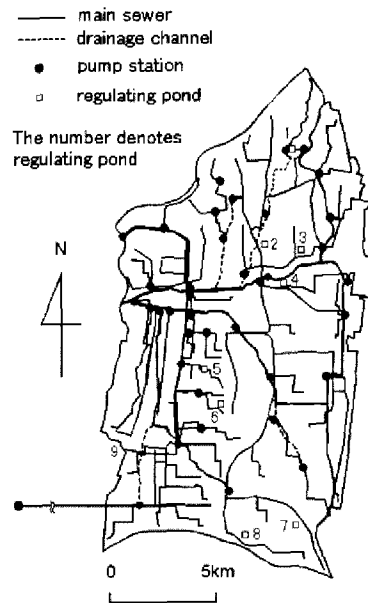 main sewer
drainage channel
pump station
regulating pond
The number denotes
regulating pond
N
3
2
4
5
6
9
7
8
0 5km